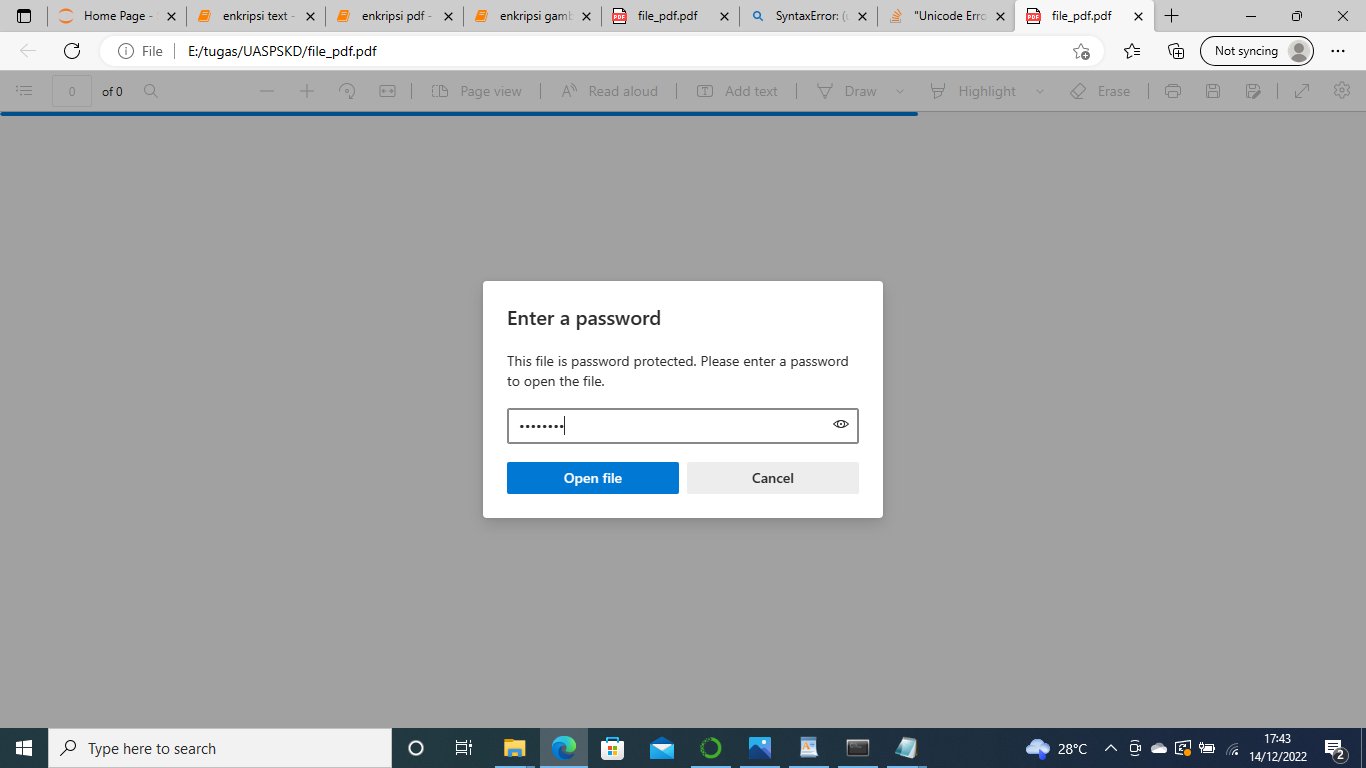 Home Page -
enkripsi text -
enkripsi pdf -
enkripsi gamb
file_pdf.pdf
SyntaxError: (u
"Unicode Erro
file_pdf.pdf
File
E:/tugas/UASPSKD/file_pdf.pdf
Not syncing
0 of 0
Page view
Read aloud
Add text
Draw
Highlight
Erase
Enter a password
This file is password protected. Please enter a password
to open the file.
••••••••
Open file
Cancel
Type here to search
28°C
17:43
14/12/2022
2